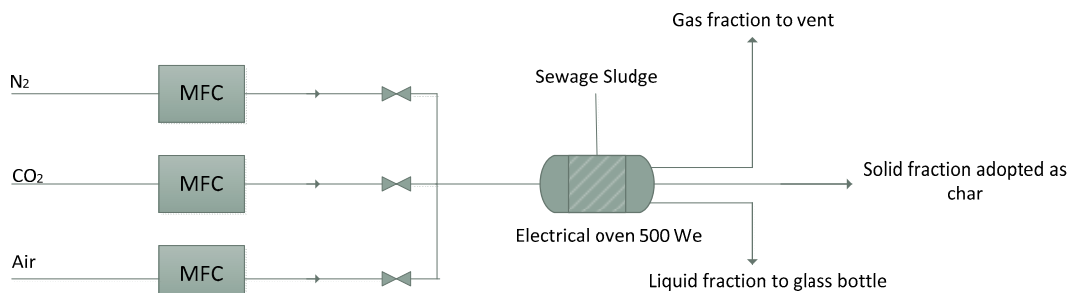 Gas fraction to vent
N2
MFC
Sewage Sludge
CO2
MFC
Solid fraction adopted as
char
Electrical oven 500 We
Air
MFC
Liquid fraction to glass bottle